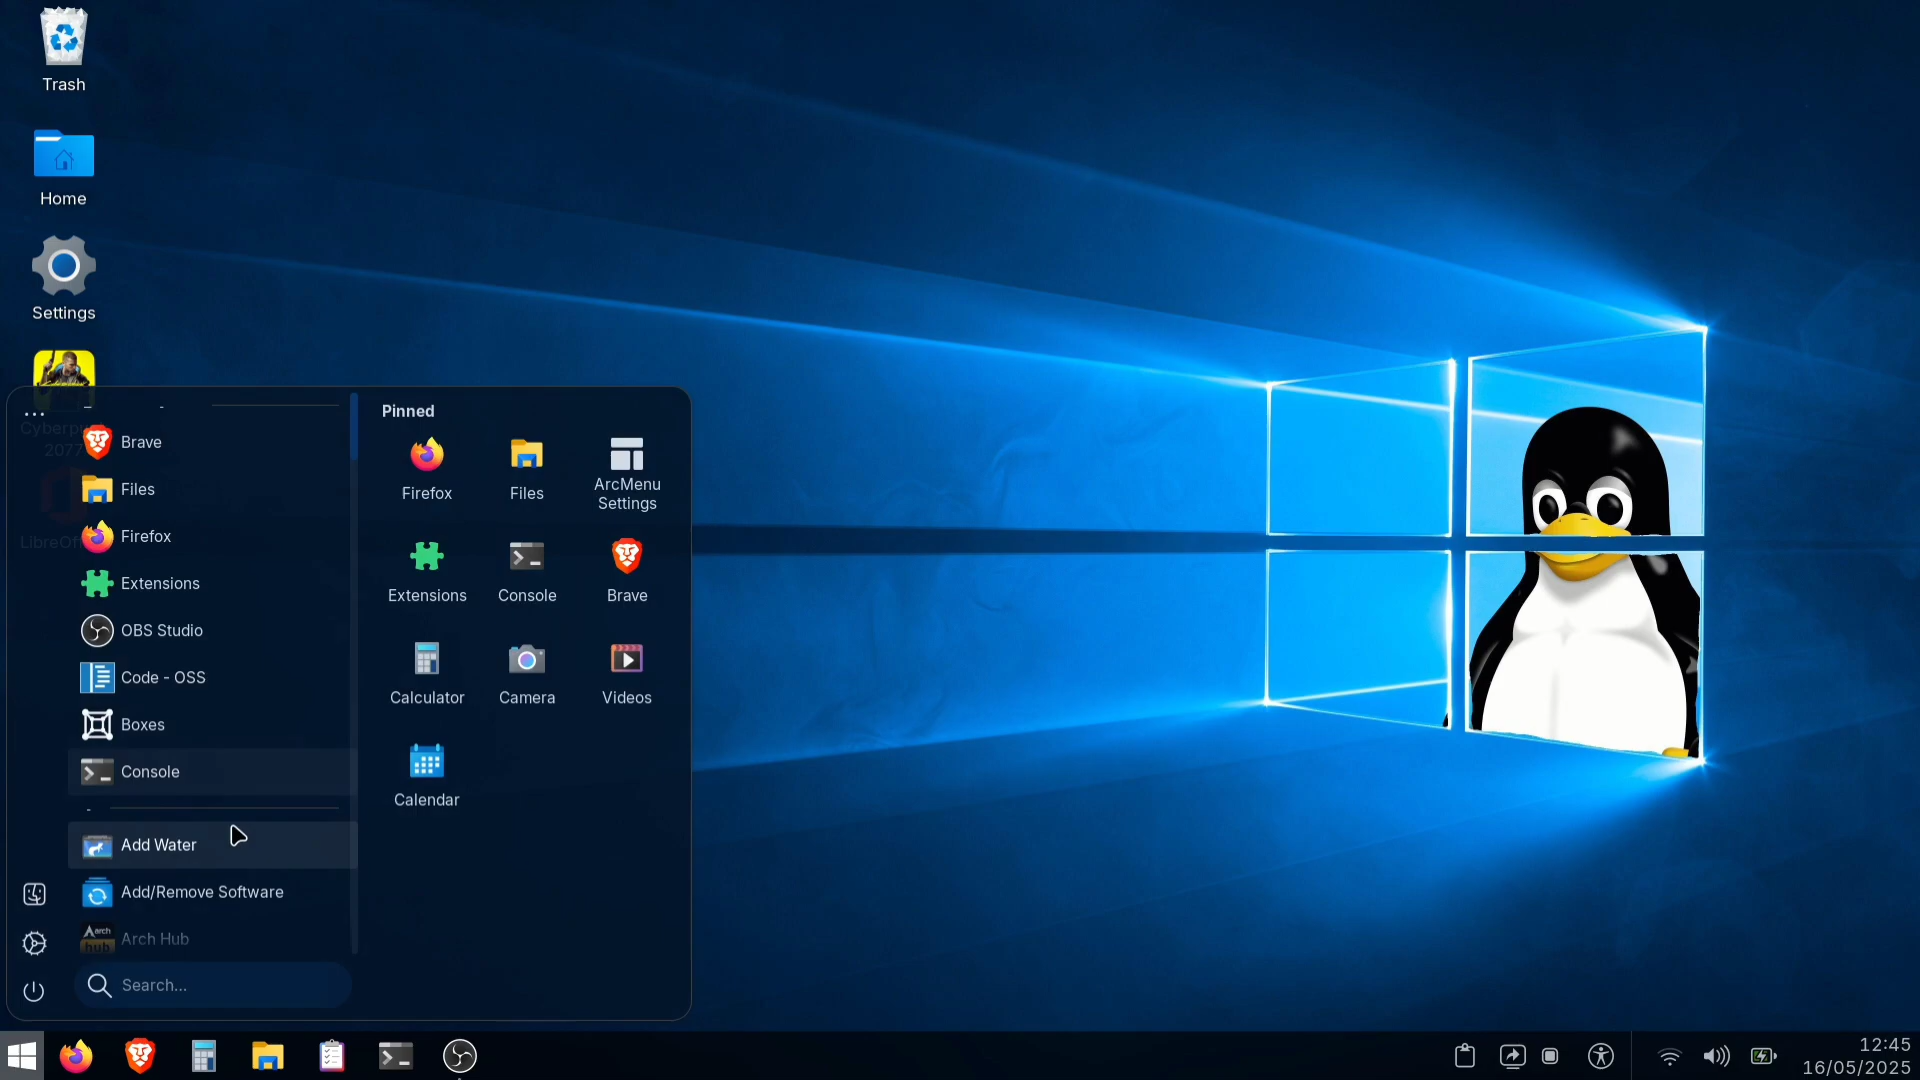 Trash
Home
Settings
Cyberpu
2077
LibreOf
Brave
Files
Firefox
Extensions
OBS Studio
Code - OSS
Boxes
Console
Add Water
Add/Remove Software
Arch Hub
Search...
Pinned
Firefox
Files
ArcMenu
Settings
Extensions
Console
Brave
Calculator
Camera
Videos
Calendar
12:45
16/05/2025